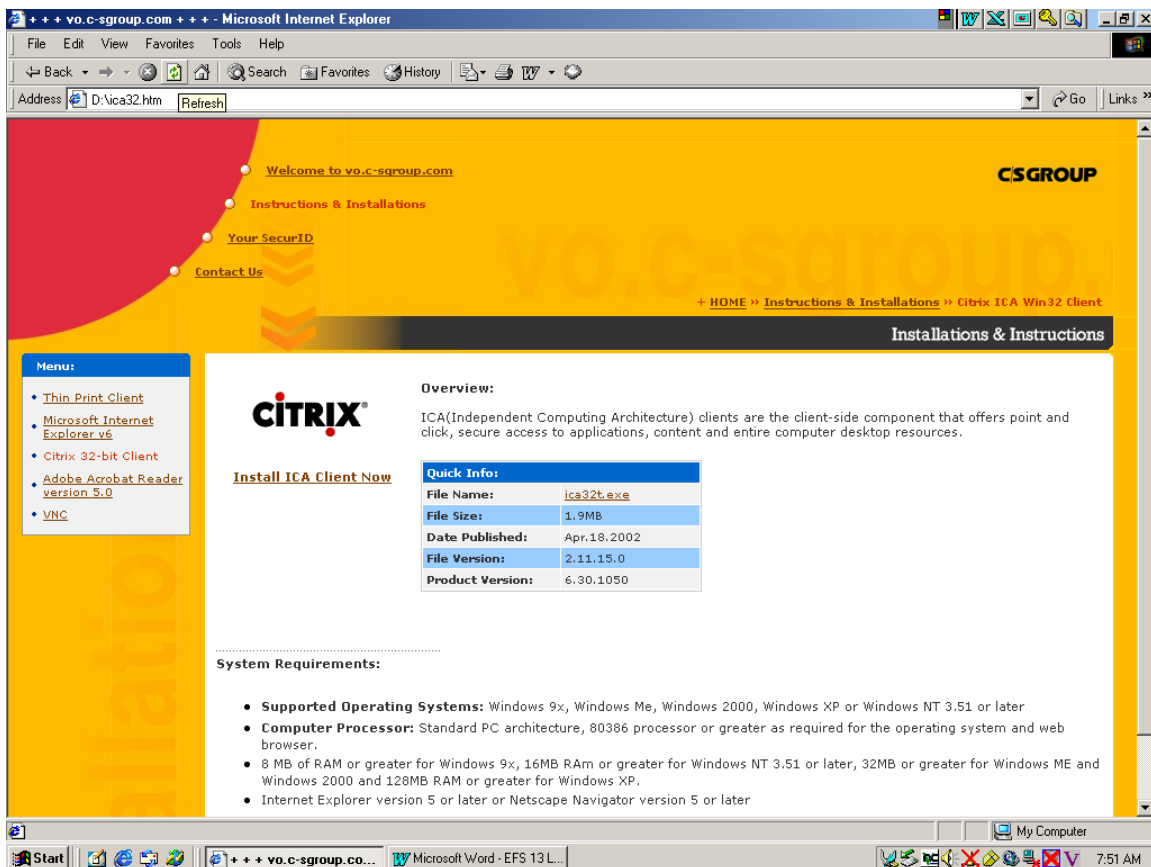 + + + vo.c-sgroup.com + + + - Microsoft Internet Explorer
File Edit View Favorites Tools Help
Back Search Favorites History
Address D:\ica32.htm Go Links »
Refresh
Welcome to vo.c-sgroup.com
CSGROUP
Instructions & Installations
Your SecurID
vo.c-sgroup.
Contact Us
+ HOME » Instructions & Installations » Citrix ICA Win32 Client
Installations & Instructions
Menu:
Thin Print Client
Microsoft Internet
Explorer v6
Citrix 32-bit Client
Adobe Acrobat Reader
version 5.0
VNC
CITRIX®
Install ICA Client Now
Overview:
ICA(Independent Computing Architecture) clients are the client-side component that offers point and
click, secure access to applications, content and entire computer desktop resources.
Quick Info:
File Name: ica32t.exe
File Size: 1.9MB
Date Published: Apr.18.2002
File Version: 2.11.15.0
Product Version: 6.30.1050
System Requirements:
Supported Operating Systems: Windows 9x, Windows Me, Windows 2000, Windows XP or Windows NT 3.51 or later
Computer Processor: Standard PC architecture, 80386 processor or greater as required for the operating system and web
browser.
8 MB of RAM or greater for Windows 9x, 16MB RAm or greater for Windows NT 3.51 or later, 32MB or greater for Windows ME and
Windows 2000 and 128MB RAM or greater for Windows XP.
Internet Explorer version 5 or later or Netscape Navigator version 5 or later
My Computer
Start + + + vo.c-sgroup.co... Microsoft Word - EFS 13 L... 7:51 AM